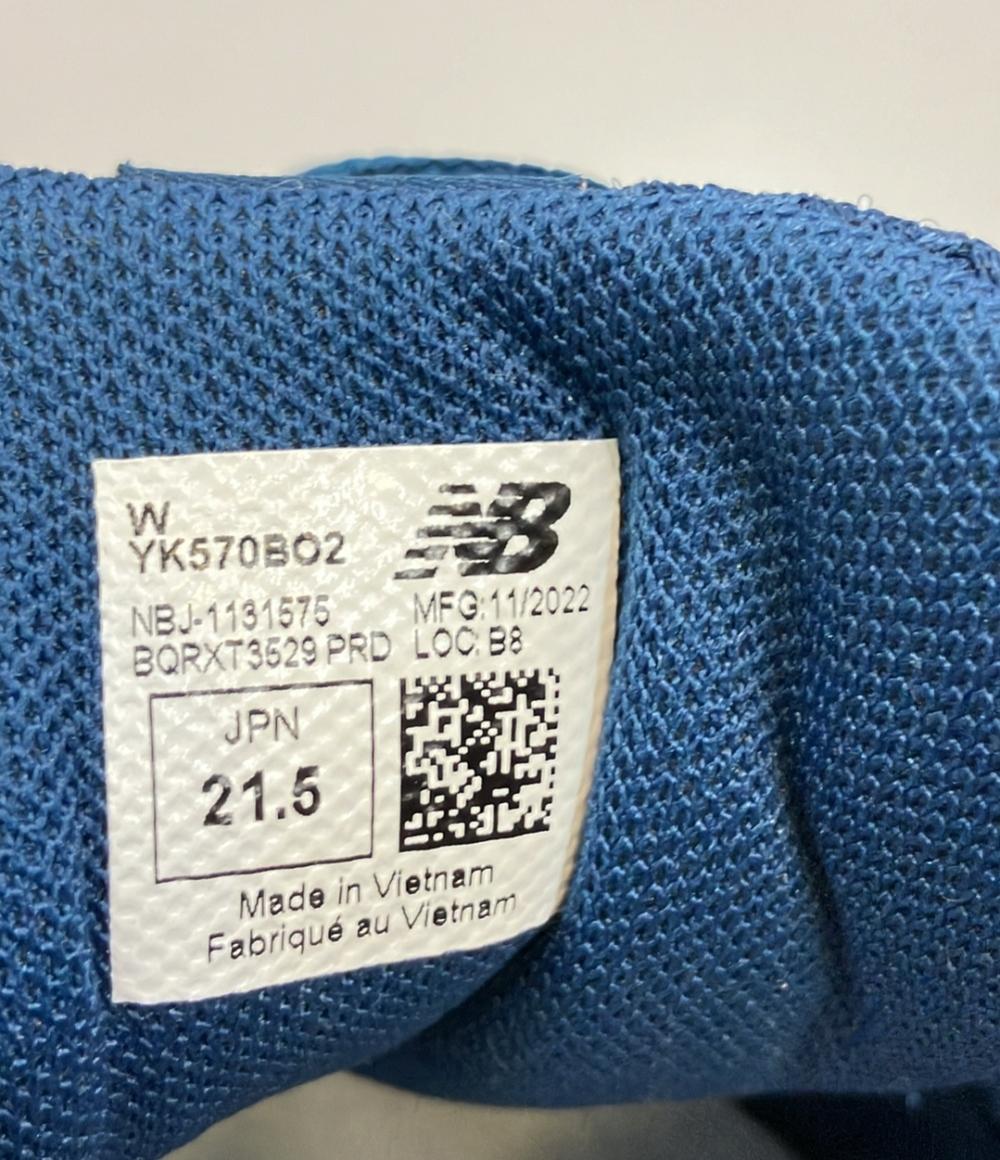 W
YK570BO2
NB
NBJ-1131575
MFG:11/2022
BQRXT3529 PRD
LOC: B8
JPN
21.5
Made in Vietnam
Fabriqué au Vietnam